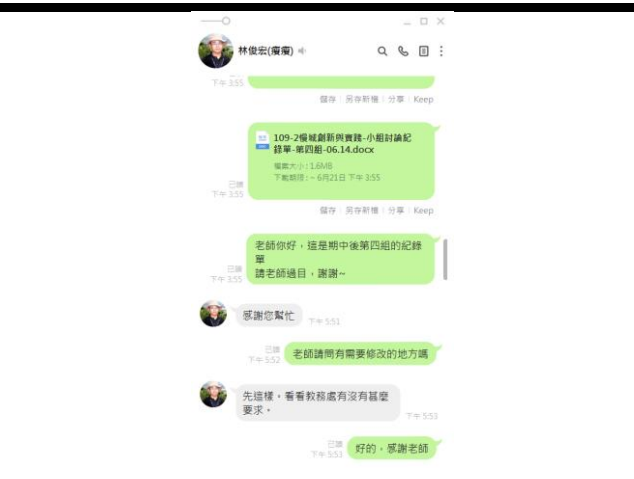 林俊宏(瘦瘦)
下午 3:55
儲存 | 另存新檔 | 分享 | Keep
109-2慢城創新與實踐-小組討論紀
錄單-第四組-06.14.docx
檔案大小:1.6MB
下載期限:~ 6月21日 下午 3:55
已讀
下午 3:55
儲存 | 另存新檔 | 分享 | Keep
老師你好,這是期中後第四組的紀錄
單
請老師過目,謝謝~
已讀
下午 3:55
感謝您幫忙
下午 5:51
已讀
下午 5:52
老師請問有需要修改的地方嗎
先這樣,看看教務處有沒有甚麼
要求。
下午 5:53
已讀
下午 5:53
好的,感謝老師